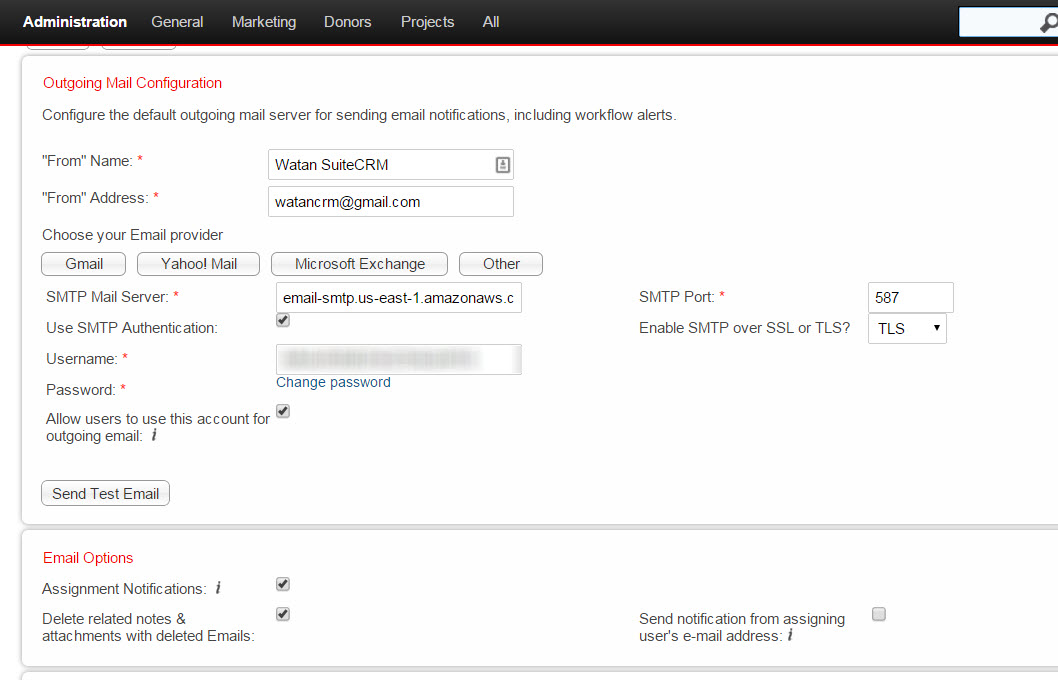 Administration General Marketing Donors Projects All
Outgoing Mail Configuration
Configure the default outgoing mail server for sending email notifications, including workflow alerts.
"From" Name: * Watan SuiteCRM
"From" Address: * watancrm@gmail.com
Choose your Email provider
Gmail Yahoo! Mail Microsoft Exchange Other
SMTP Mail Server: * email-smtp.us-east-1.amazonaws.c SMTP Port: * 587
Use SMTP Authentication: Enable SMTP over SSL or TLS? TLS
Username: *
Change password
Password: *
Allow users to use this account for
outgoing email: i
Send Test Email
Email Options
Assignment Notifications: i
Delete related notes & Send notification from assigning
attachments with deleted Emails: user's e-mail address: i